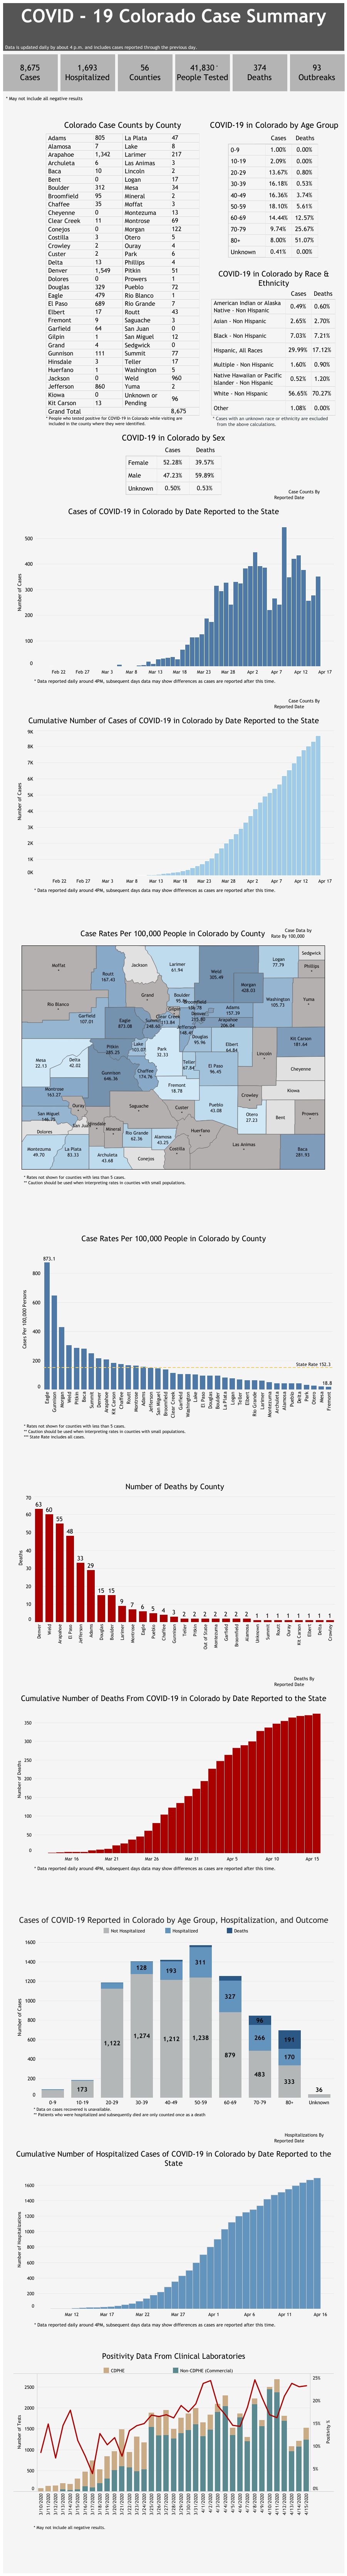 COVID - 19 Colorado Case Summary
Data is updated daily by about 4 p.m. and includes cases reported through the previous day.
8,675 1,693 56 41,830* 374 93
Cases Hospitalized Counties People Tested Deaths Outbreaks
* May not include all negative results
Colorado Case Counts by County
Adams 805 La Plata 47
Alamosa 7 Lake 8
Arapahoe 1,342 Larimer 217
Archuleta 6 Las Animas 3
Baca 10 Lincoln 2
Bent 0 Logan 17
Boulder 312 Mesa 34
Broomfield 95 Mineral 2
Chaffee 35 Moffat 3
Cheyenne 0 Montezuma 13
Clear Creek 11 Montrose 69
Conejos 0 Morgan 122
Costilla 3 Otero 5
Crowley 2 Ouray 4
Custer 2 Park 6
Delta 13 Phillips 4
Denver 1,549 Pitkin 51
Dolores 0 Prowers 1
Douglas 329 Pueblo 72
Eagle 479 Rio Blanco 1
El Paso 689 Rio Grande 7
Elbert 17 Routt 43
Fremont 9 Saguache 3
Garfield 64 San Juan 0
Gilpin 1 San Miguel 12
Grand 4 Sedgwick 0
Gunnison 111 Summit 77
Hinsdale 3 Teller 17
Huerfano 1 Washington 5
Jackson 0 Weld 960
Jefferson 860 Yuma 2
Kiowa 0 Unknown or Pending 96
Kit Carson 13
Grand Total 8,675
* People who tested positive for COVID-19 in Colorado while visiting are
included in the county where they were identified.
COVID-19 in Colorado by Age Group
Cases Deaths
0-9 1.00% 0.00%
10-19 2.09% 0.00%
20-29 13.67% 0.80%
30-39 16.18% 0.53%
40-49 16.36% 3.74%
50-59 18.10% 5.61%
60-69 14.44% 12.57%
70-79 9.74% 25.67%
80+ 8.00% 51.07%
Unknown 0.41% 0.00%
COVID-19 in Colorado by Race &
Ethnicity
Cases Deaths
American Indian or Alaska
Native - Non Hispanic 0.49% 0.60%
Asian - Non Hispanic 2.65% 2.70%
Black - Non Hispanic 7.03% 7.21%
Hispanic, All Races 29.99% 17.12%
Multiple - Non Hispanic 1.60% 0.90%
Native Hawaiian or Pacific
Islander - Non Hispanic 0.52% 1.20%
White - Non Hispanic 56.65% 70.27%
Other 1.08% 0.00%
* Cases with an unknown race or ethnicity are excluded
from the above calculations.
COVID-19 in Colorado by Sex
Cases Deaths
Female 52.28% 39.57%
Male 47.23% 59.89%
Unknown 0.50% 0.53%
Case Counts By
Reported Date
Cases of COVID-19 in Colorado by Date Reported to the State
Number of Cases
500
400
300
200
100
0
Feb 22 Feb 27 Mar 3 Mar 8 Mar 13 Mar 18 Mar 23 Mar 28 Apr 2 Apr 7 Apr 12 Apr 17
* Data reported daily around 4PM, subsequent days data may show differences as cases are reported after this time.
Case Counts By
Reported Date
Cumulative Number of Cases of COVID-19 in Colorado by Date Reported to the State
Number of Cases
9K
8K
7K
6K
5K
4K
3K
2K
1K
0K
Feb 22 Feb 27 Mar 3 Mar 8 Mar 13 Mar 18 Mar 23 Mar 28 Apr 2 Apr 7 Apr 12 Apr 17
* Data reported daily around 4PM, subsequent days data may show differences as cases are reported after this time.
Case Rates Per 100,000 People in Colorado by County
Case Data by
Rate By 100,000
Moffat
*
Routt
167.43
Jackson
Larimer
61.94
Weld
305.49
Logan
77.79
Sedgwick
Phillips
*
Morgan
428.03
Rio Blanco
*
Grand
*
Boulder
Broomfield
Adams
157.39
Washington
105.73
Yuma
*
Garfield
107.01
Eagle
873.08
Summit
Clear Creek
Gilpin
Denver
Arapahoe
206.04
Jefferson
Douglas
95.96
Elbert
64.84
Kit Carson
181.64
Pitkin
285.25
Lake
103.07
Park
32.33
Mesa
22.13
Delta
42.02
Lincoln
*
Cheyenne
Gunnison
646.36
Chaffee
174.76
Teller
67.84
El Paso
96.45
Montrose
163.27
Fremont
18.78
Kiowa
Crowley
*
Ouray
*
Saguache
*
Custer
*
Pueblo
43.08
San Miguel
146.75
San Juan
Hinsdale
Dolores
Mineral
*
Rio Grande
62.36
Alamosa
43.25
Huerfano
*
Otero
27.23
Bent
Prowers
*
Montezuma
49.70
La Plata
83.33
Archuleta
43.68
Conejos
Costilla
*
Las Animas
*
Baca
281.93
* Rates not shown for counties with less than 5 cases.
** Caution should be used when interpreting rates in counties with small populations.
Case Rates Per 100,000 People in Colorado by County
Cases Per 100,000 Persons
800
600
400
200
0
873.1
State Rate 152.3
18.8
Eagle Gunnison Morgan Weld Pitkin Baca Summit Denver Arapahoe Kit Carson Chaffee Routt Montrose Adams Jefferson San Miguel Broomfield Clear Creek Garfield Washington Lake El Paso Douglas Boulder La Plata Logan Teller Elbert Rio Grande Larimer Montezuma Archuleta Alamosa Pueblo Delta Park Otero Mesa Fremont
* Rates not shown for counties with less than 5 cases.
** Caution should be used when interpreting rates in counties with small populations.
*** State Rate includes all cases.
Number of Deaths by County
Deaths
70
60
50
40
30
20
10
0
63 60 55 48 33 29 15 15 9 7 6 5 4 3 2 2 2 2 2 2 2 1 1 1 1 1 1 1 1
Denver Weld Arapahoe El Paso Jefferson Adams Douglas Boulder Larimer Montrose Eagle Pueblo Chaffee Gunnison Teller Pitkin Out of State Montezuma Garfield Broomfield Alamosa Unknown Summit Routt Ouray Kit Carson Elbert Delta Crowley
Deaths By
Reported Date
Cumulative Number of Deaths From COVID-19 in Colorado by Date Reported to the State
Number of Deaths
350
300
250
200
150
100
50
0
Mar 16 Mar 21 Mar 26 Mar 31 Apr 5 Apr 10 Apr 15
* Data reported daily around 4PM, subsequent days data may show differences as cases are reported after this time.
Cases of COVID-19 Reported in Colorado by Age Group, Hospitalization, and Outcome
Not Hospitalized Hospitalized Deaths
Number of Cases
1600
1400
1200
1000
800
600
400
200
0
173
1,122
128
1,274
193
1,212
311
1,238
327
879
96
266
483
191
170
333
36
0-9 10-19 20-29 30-39 40-49 50-59 60-69 70-79 80+ Unknown
* Data on cases recovered is unavailable.
** Patients who were hospitalized and subsequently died are only counted once as a death
Hospitalizations By
Reported Date
Cumulative Number of Hospitalized Cases of COVID-19 in Colorado by Date Reported to the
State
Number of Hospitalizations
1600
1400
1200
1000
800
600
400
200
0
Mar 12 Mar 17 Mar 22 Mar 27 Apr 1 Apr 6 Apr 11 Apr 16
* Data reported daily around 4PM, subsequent days data may show differences as cases are reported after this time.
Positivity Data From Clinical Laboratories
CDPHE Non-CDPHE (Commercial)
Number of Tests
2500
2000
1500
1000
500
0
25%
20%
15%
10%
5%
0%
Positivity %
3/10/2020 3/11/2020 3/12/2020 3/13/2020 3/14/2020 3/15/2020 3/16/2020 3/17/2020 3/18/2020 3/19/2020 3/20/2020 3/21/2020 3/22/2020 3/23/2020 3/24/2020 3/25/2020 3/26/2020 3/27/2020 3/28/2020 3/29/2020 3/30/2020 3/31/2020 4/1/2020 4/2/2020 4/3/2020 4/4/2020 4/5/2020 4/6/2020 4/7/2020 4/8/2020 4/9/2020 4/10/2020 4/11/2020 4/12/2020 4/13/2020 4/14/2020 4/15/2020
* May not include all negative results.